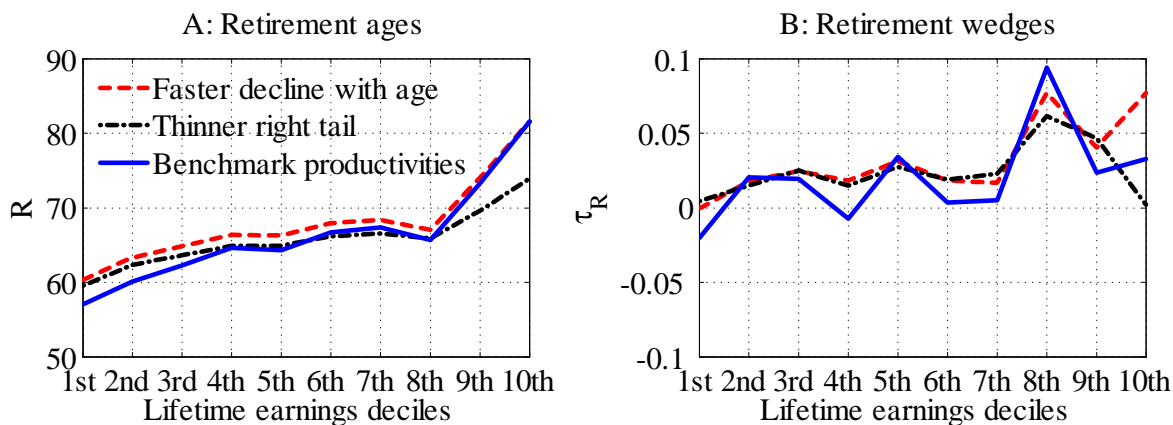 A: Retirement ages
90
80
70
60
50
R
Faster decline with age
Thinner right tail
Benchmark productivities
1st 2nd 3rd 4th 5th 6th 7th 8th 9th 10th
Lifetime earnings deciles
B: Retirement wedges
0.1
0.05
0
-0.05
-0.1
τR
1st 2nd 3rd 4th 5th 6th 7th 8th 9th 10th
Lifetime earnings deciles